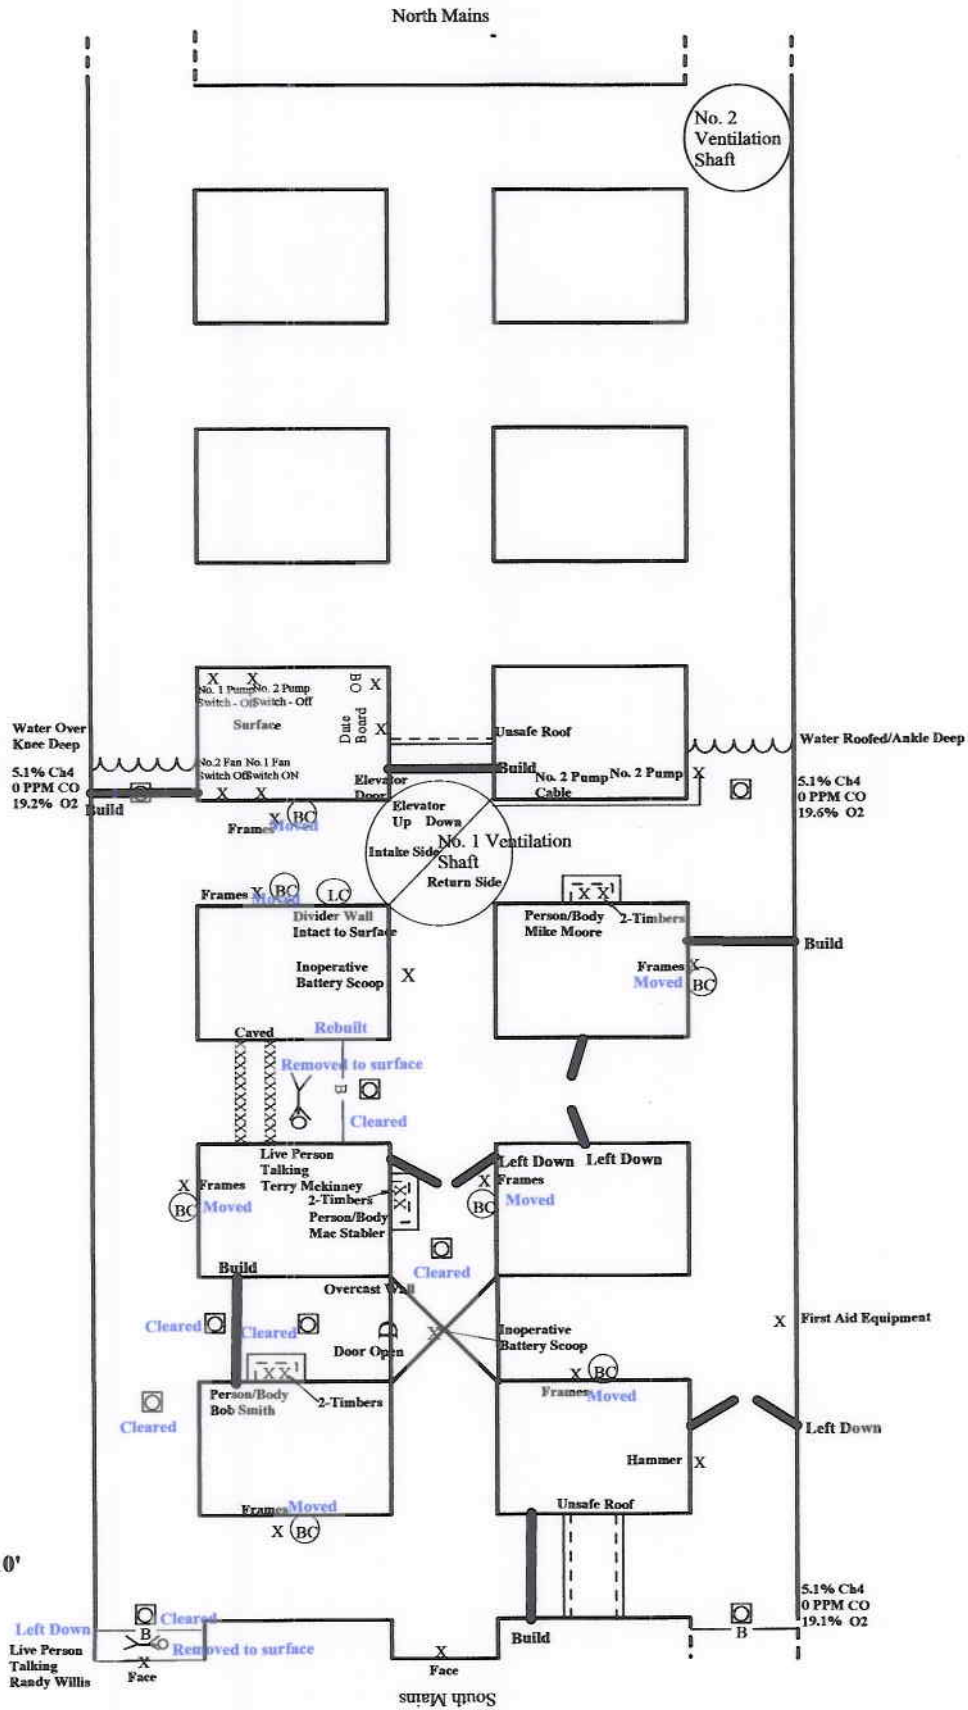 North Mains
No. 2
Ventilation
Shaft
X X
No. 1 Pump No. 2 Pump
Switch - Off Switch - Off
BO X
Surface
Date
Board
X
Unsafe Roof
Water Over
Knee Deep
Water Roofed/Ankle Deep
5.1% Ch4
0 PPM CO
19.2% O2
No.2 Fan No.1 Fan
Switch Off Switch ON
X X
Build
Elevator
Door
Build
No. 2 Pump
Cable
No. 2 Pump X
5.1% Ch4
0 PPM CO
19.6% O2
Frames X BC
Moved
Elevator
Up Down
No. 1 Ventilation
Shaft
Intake Side
Return Side
Frames X BC LC
Moved
Divider Wall
Intact to Surface
X X
Person/Body
Mike Moore
2-Timbers
Build
Inoperative
Battery Scoop
X
Frames X
Moved BC
Caved
Rebuilt
Removed to surface
B
Cleared
Live Person
Talking
Terry Mckinney
Left Down Left Down
X Frames
BC Moved
2-Timbers
XX
Person/Body
Mac Stabler
X Frames
BC Moved
Build
Cleared
Overcast Wall
Cleared
Cleared
D
Door Open
X
Inoperative
Battery Scoop
X First Aid Equipment
XX
Person/Body
Bob Smith
2-Timbers
X BC
Frames Moved
Cleared
Left Down
Hammer X
Frames Moved
X BC
Unsafe Roof
0'
Build
5.1% Ch4
0 PPM CO
19.1% O2
Cleared
Left Down
B
B
Live Person
Talking
Randy Willis
Removed to surface
X
Face
X
Face
South Mains